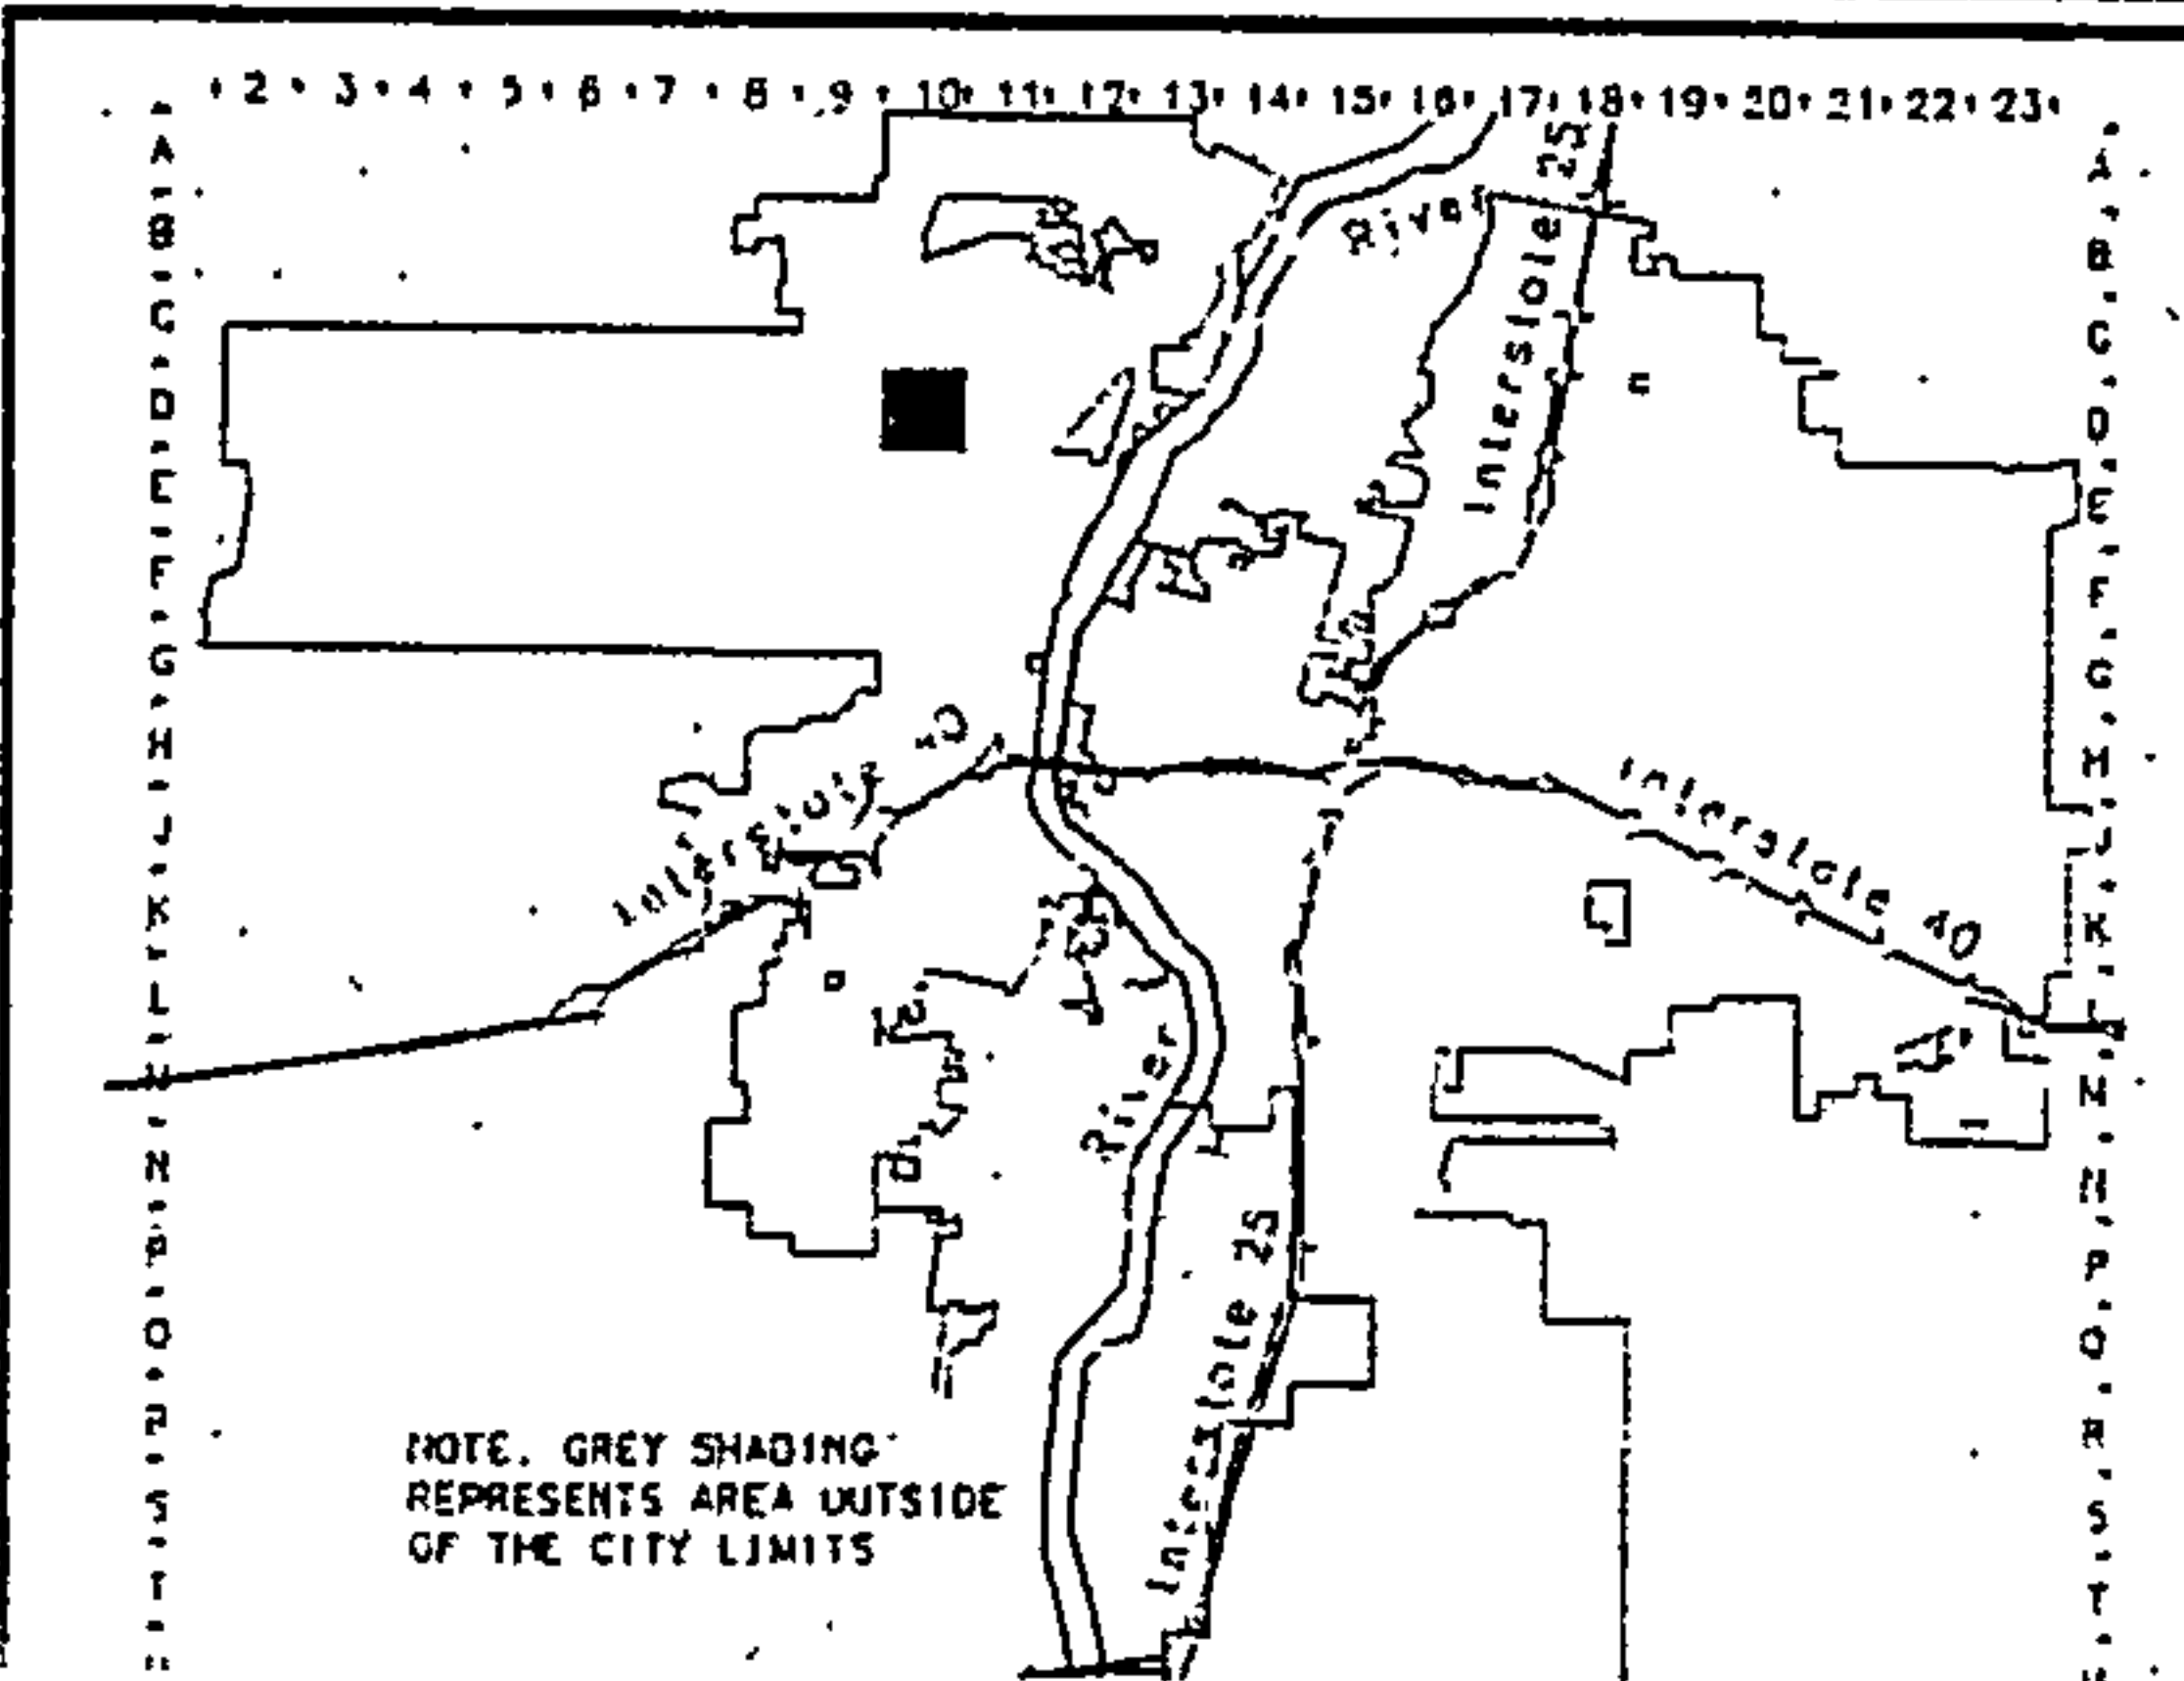 2 3 4 5 6 7 8 9 10 11 12 13 14 15 16 17 18 19 20 21 22 23
A A
B B
C C
D D
E E
F F
G G
H H
J J
K K
L L
M M
N N
P P
Q Q
R R
S S
T T
River
Interstate 25
Interstate 40
Interstate 40
River
Interstate 25
NOTE. GREY SHADING
REPRESENTS AREA OUTSIDE
OF THE CITY LIMITS